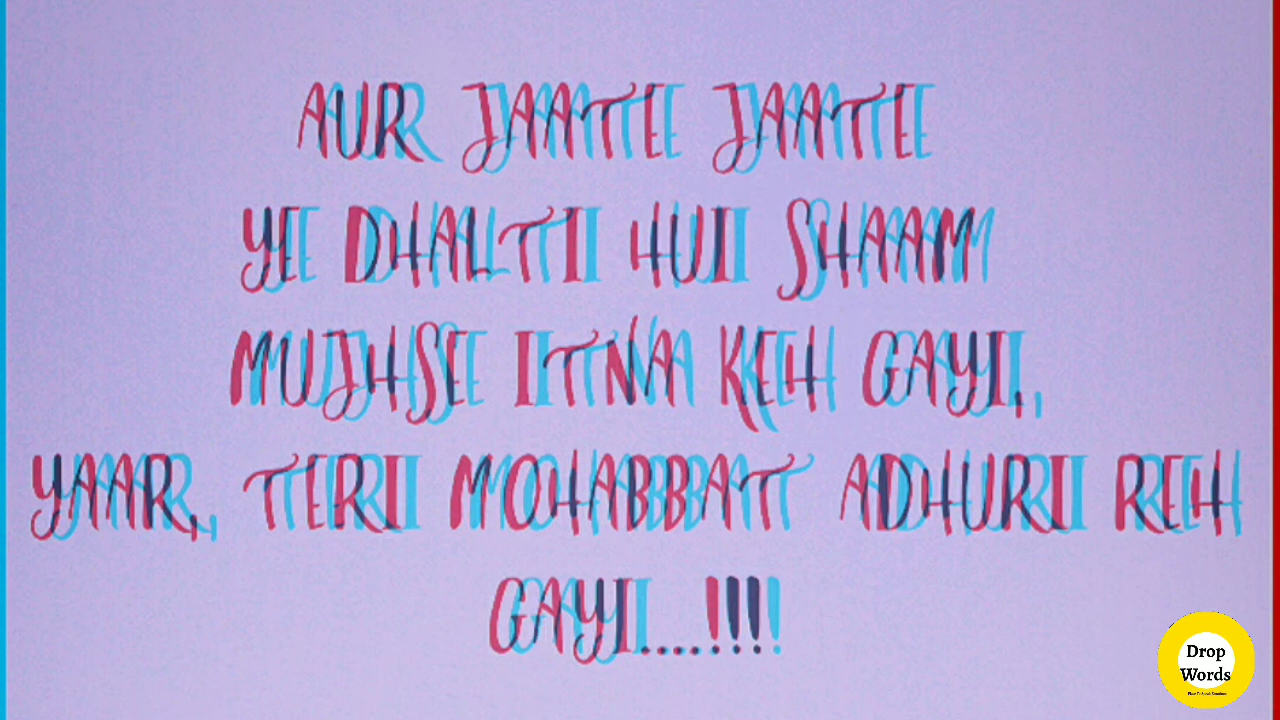 AUR JAATE JAATE
YE DHALTI HUI SHAAM
MUJHSE ITNA KEH GAYI,
YAAR, TERI MOHABBAT ADHURI REH
GAYI...!!!
Drop
Words